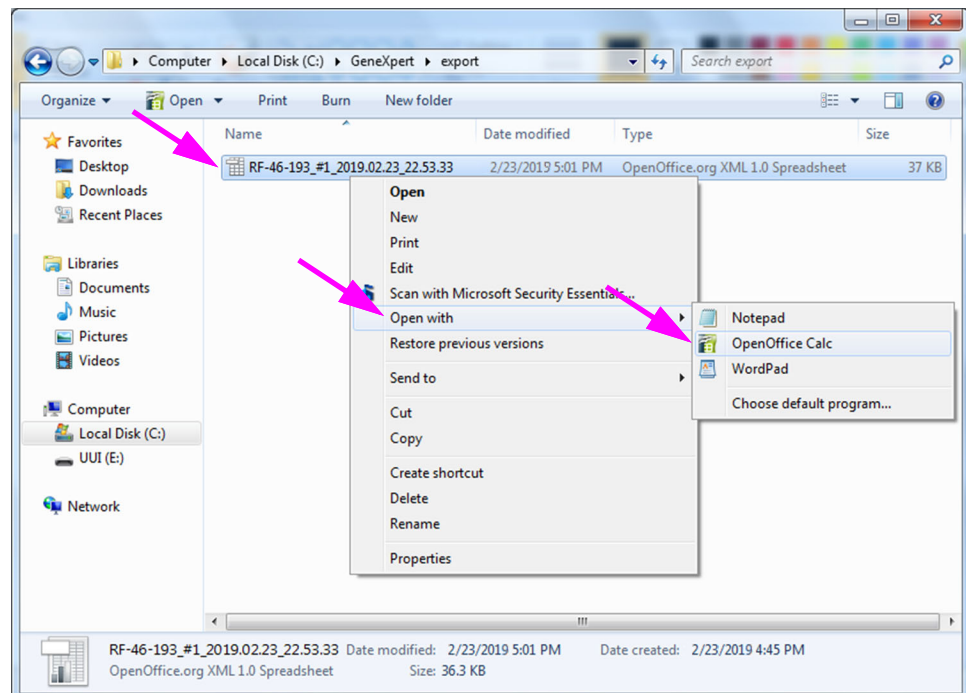 Computer Local Disk (C:) GeneXpert export Search export
Organize Open Print Burn New folder
Name Date modified Type Size
RF-46-193_#1_2019.02.23_22.53.33 2/23/2019 5:01 PM OpenOffice.org XML 1.0 Spreadsheet 37 KB
Favorites
Desktop
Downloads
Recent Places
Libraries
Documents
Music
Pictures
Videos
Computer
Local Disk (C:)
UUI (E:)
Network
Open
New
Print
Edit
Scan with Microsoft Security Essentials...
Open with
Restore previous versions
Send to
Cut
Copy
Create shortcut
Delete
Rename
Properties
Notepad
OpenOffice Calc
WordPad
Choose default program...
RF-46-193_#1_2019.02.23_22.53.33 Date modified: 2/23/2019 5:01 PM Date created: 2/23/2019 4:45 PM
OpenOffice.org XML 1.0 Spreadsheet Size: 36.3 KB